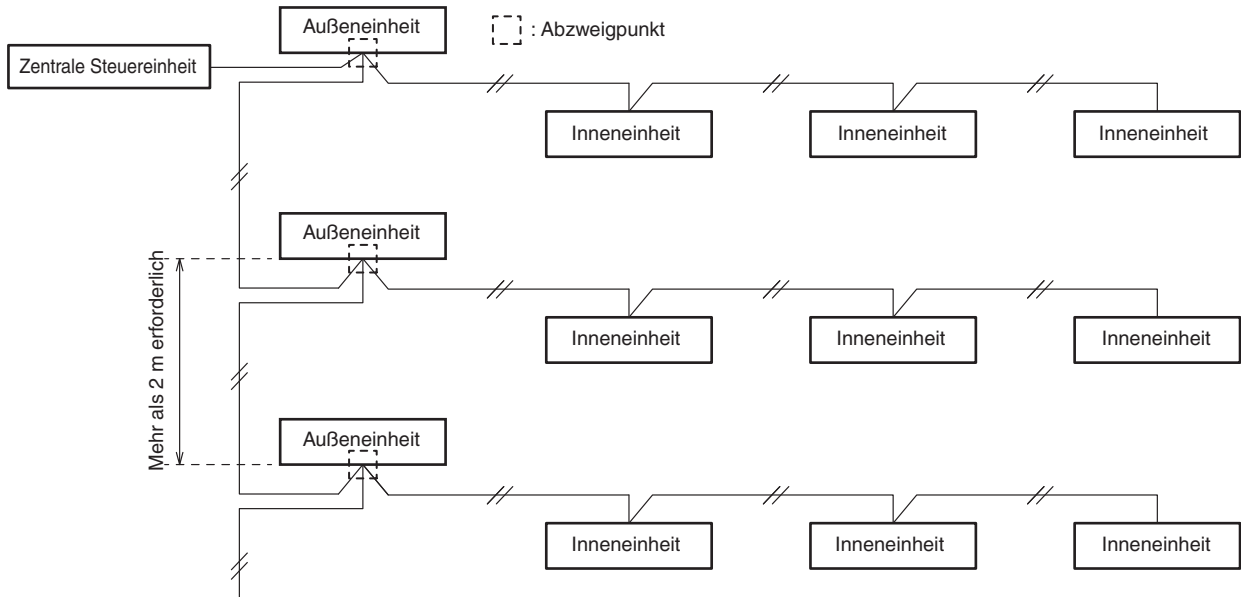 Außeneinheit
: Abzweigpunkt
Zentrale Steuereinheit
Inneneinheit
Inneneinheit
Inneneinheit
Außeneinheit
Mehr als 2 m erforderlich
Inneneinheit
Inneneinheit
Inneneinheit
Außeneinheit
Inneneinheit
Inneneinheit
Inneneinheit